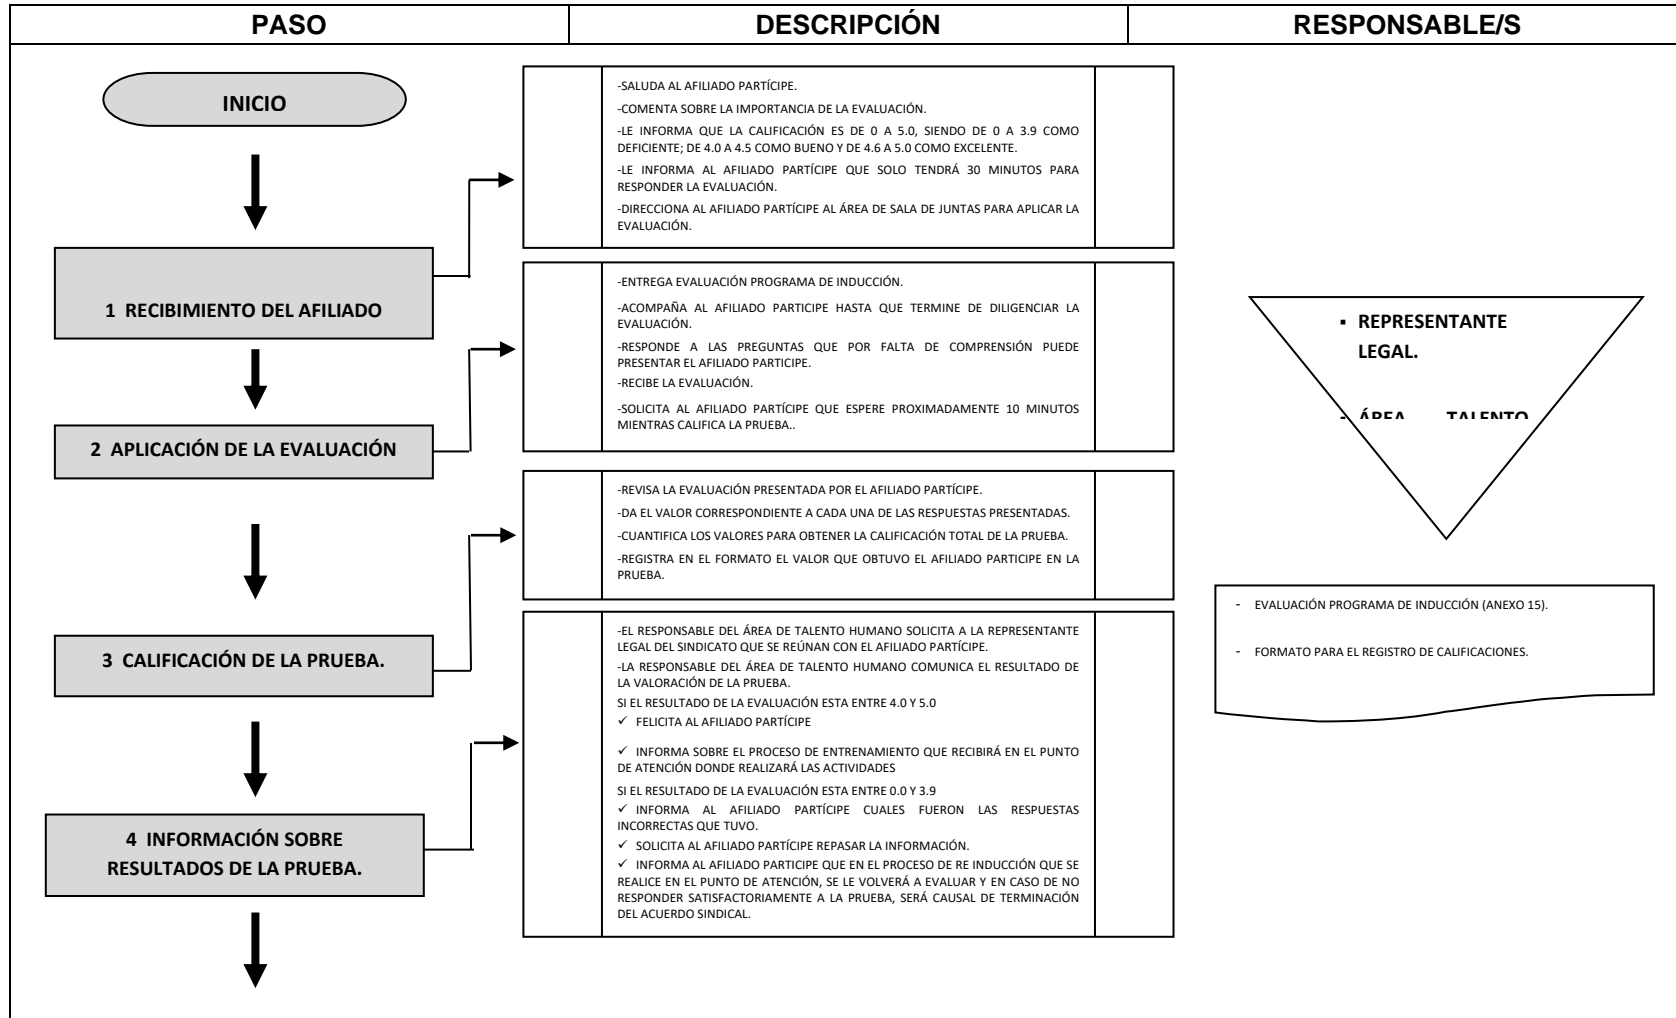 PASO
DESCRIPCIÓN
RESPONSABLE/S
INICIO
1 RECIBIMIENTO DEL AFILIADO
2 APLICACIÓN DE LA EVALUACIÓN
3 CALIFICACIÓN DE LA PRUEBA.
4 INFORMACIÓN SOBRE
RESULTADOS DE LA PRUEBA.
-SALUDA AL AFILIADO PARTÍCIPE.
-COMENTA SOBRE LA IMPORTANCIA DE LA EVALUACIÓN.
-LE INFORMA QUE LA CALIFICACIÓN ES DE 0 A 5.0, SIENDO DE 0 A 3.9 COMO
DEFICIENTE; DE 4.0 A 4.5 COMO BUENO Y DE 4.6 A 5.0 COMO EXCELENTE.
-LE INFORMA AL AFILIADO PARTÍCIPE QUE SOLO TENDRÁ 30 MINUTOS PARA
RESPONDER LA EVALUACIÓN.
-DIRECCIONA AL AFILIADO PARTÍCIPE AL ÁREA DE SALA DE JUNTAS PARA APLICAR LA
EVALUACIÓN.
-ENTREGA EVALUACIÓN PROGRAMA DE INDUCCIÓN.
-ACOMPAÑA AL AFILIADO PARTICIPE HASTA QUE TERMINE DE DILIGENCIAR LA
EVALUACIÓN.
-RESPONDE A LAS PREGUNTAS QUE POR FALTA DE COMPRENSIÓN PUEDE
PRESENTAR EL AFILIADO PARTICIPE.
-RECIBE LA EVALUACIÓN.
-SOLICITA AL AFILIADO PARTÍCIPE QUE ESPERE PROXIMADAMENTE 10 MINUTOS
MIENTRAS CALIFICA LA PRUEBA..
-REVISA LA EVALUACIÓN PRESENTADA POR EL AFILIADO PARTÍCIPE.
-DA EL VALOR CORRESPONDIENTE A CADA UNA DE LAS RESPUESTAS PRESENTADAS.
-CUANTIFICA LOS VALORES PARA OBTENER LA CALIFICACIÓN TOTAL DE LA PRUEBA.
-REGISTRA EN EL FORMATO EL VALOR QUE OBTUVO EL AFILIADO PARTICIPE EN LA
PRUEBA.
-EL RESPONSABLE DEL ÁREA DE TALENTO HUMANO SOLICITA A LA REPRESENTANTE
LEGAL DEL SINDICATO QUE SE REÚNAN CON EL AFILIADO PARTÍCIPE.
-LA RESPONSABLE DEL ÁREA DE TALENTO HUMANO COMUNICA EL RESULTADO DE
LA VALORACIÓN DE LA PRUEBA.
SI EL RESULTADO DE LA EVALUACIÓN ESTA ENTRE 4.0 Y 5.0
✓ FELICITA AL AFILIADO PARTÍCIPE
✓ INFORMA SOBRE EL PROCESO DE ENTRENAMIENTO QUE RECIBIRÁ EN EL PUNTO
DE ATENCIÓN DONDE REALIZARÁ LAS ACTIVIDADES
SI EL RESULTADO DE LA EVALUACIÓN ESTA ENTRE 0.0 Y 3.9
✓ INFORMA AL AFILIADO PARTÍCIPE CUALES FUERON LAS RESPUESTAS
INCORRECTAS QUE TUVO.
✓ SOLICITA AL AFILIADO PARTÍCIPE REPASAR LA INFORMACIÓN.
✓ INFORMA AL AFILIADO PARTICIPE QUE EN EL PROCESO DE RE INDUCCIÓN QUE SE
REALICE EN EL PUNTO DE ATENCIÓN, SE LE VOLVERÁ A EVALUAR Y EN CASO DE NO
RESPONDER SATISFACTORIAMENTE A LA PRUEBA, SERÁ CAUSAL DE TERMINACIÓN
DEL ACUERDO SINDICAL.
▪ REPRESENTANTE
LEGAL.
▪ ÁREA TALENTO
- EVALUACIÓN PROGRAMA DE INDUCCIÓN (ANEXO 15).
- FORMATO PARA EL REGISTRO DE CALIFICACIONES.